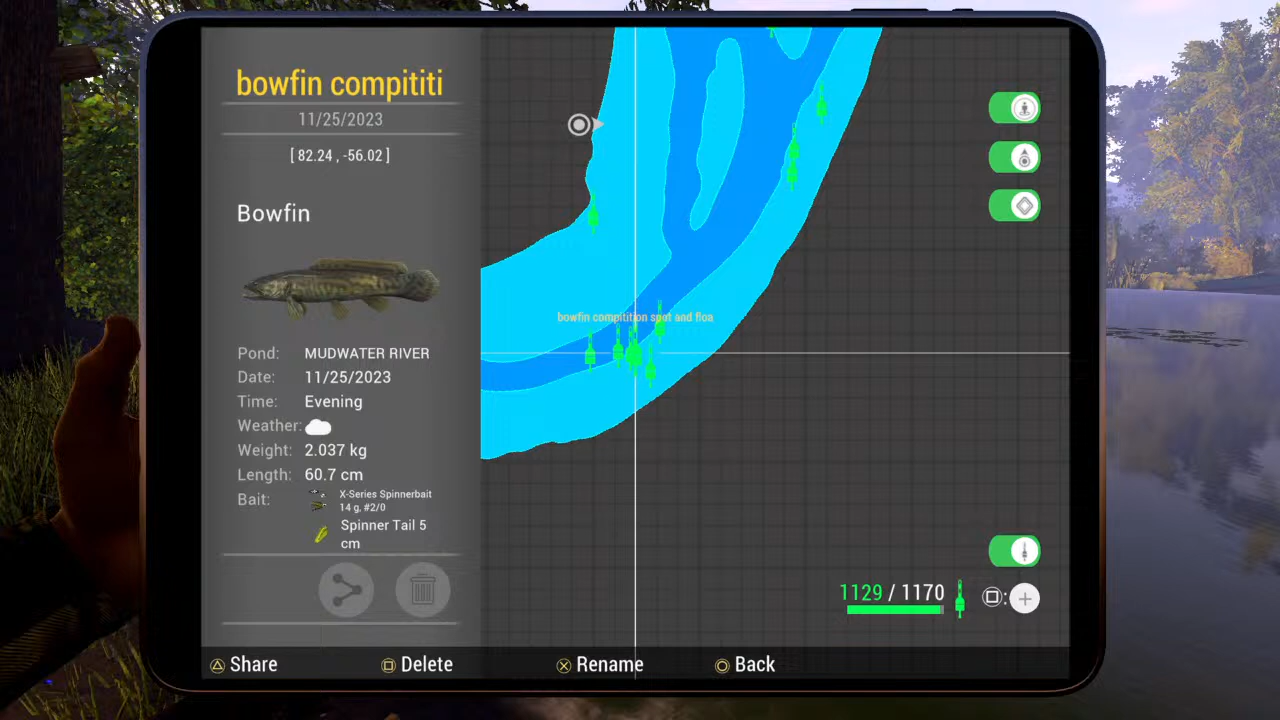 bowfin compititi
11/25/2023
[ 82.24 , -56.02 ]
Bowfin
Pond: MUDWATER RIVER
Date: 11/25/2023
Time: Evening
Weather:
Weight: 2.037 kg
Length: 60.7 cm
Bait: X-Series Spinnerbait
14 g, #2/0
Spinner Tail 5
cm
bowfin compitition spot and floa
1129 / 1170
:
Share
Delete
Rename
Back